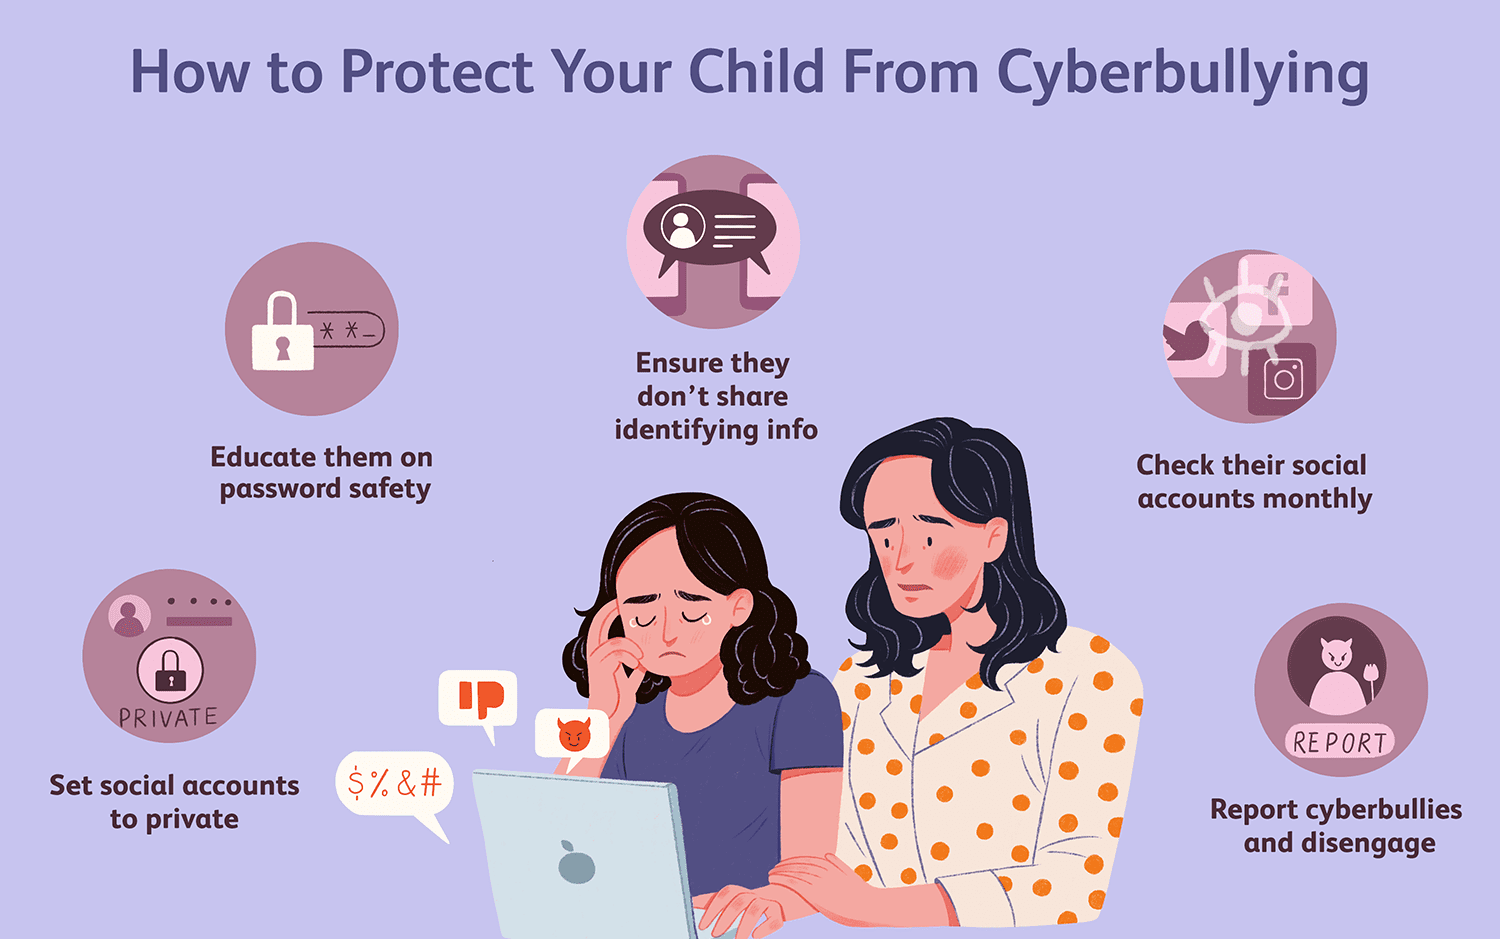 How to Protect Your Child From Cyberbullying
Ensure they
don't share
identifying info
* * _
Educate them on
password safety
f
Check their social
accounts monthly
PRIVATE
Set social accounts
to private
$%&#
REPORT
Report cyberbullies
and disengage